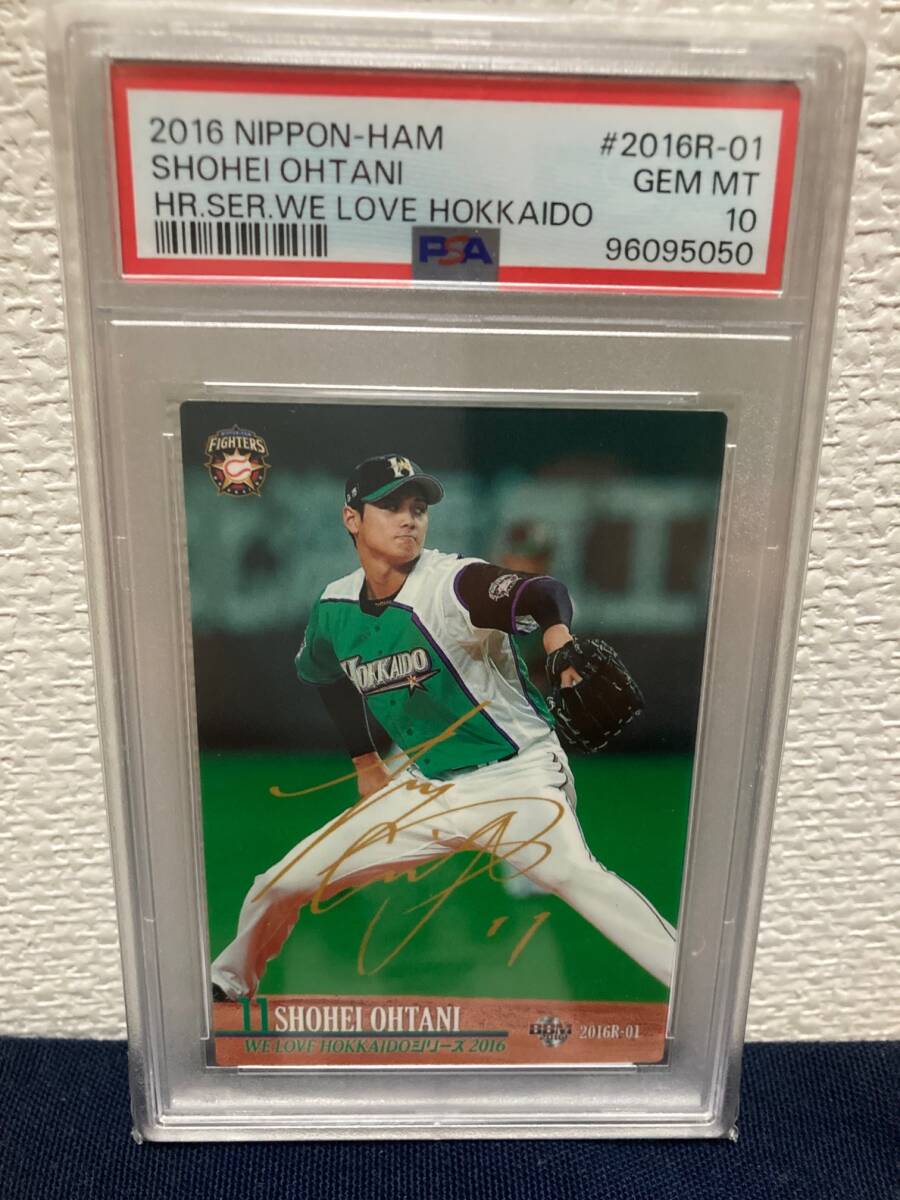 2016 NIPPON-HAM #2016R-01
SHOHEI OHTANI GEM MT
HR.SER.WE LOVE HOKKAIDO 10
PSA 96095050
FIGHTERS
HOKKAIDO
11
11 SHOHEI OHTANI
BBM 2016R-01
WE LOVE HOKKAIDOシリーズ 2016